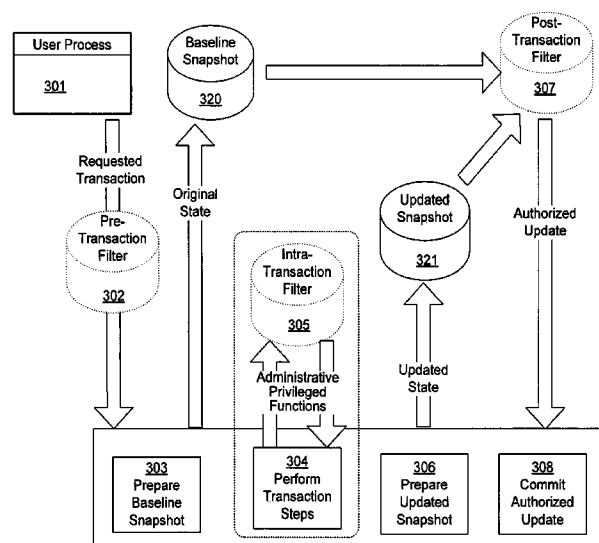 User Process
301
Baseline
Snapshot
320
Post-
Transaction
Filter
307
Requested
Transaction
Original
State
Pre-
Transaction
Filter
302
Updated
Snapshot
321
Authorized
Update
Intra-
Transaction
Filter
305
Administrative
Privileged
Functions
Updated
State
303
Prepare
Baseline
Snapshot
304
Perform
Transaction
Steps
306
Prepare
Updated
Snapshot
308
Commit
Authorized
Update